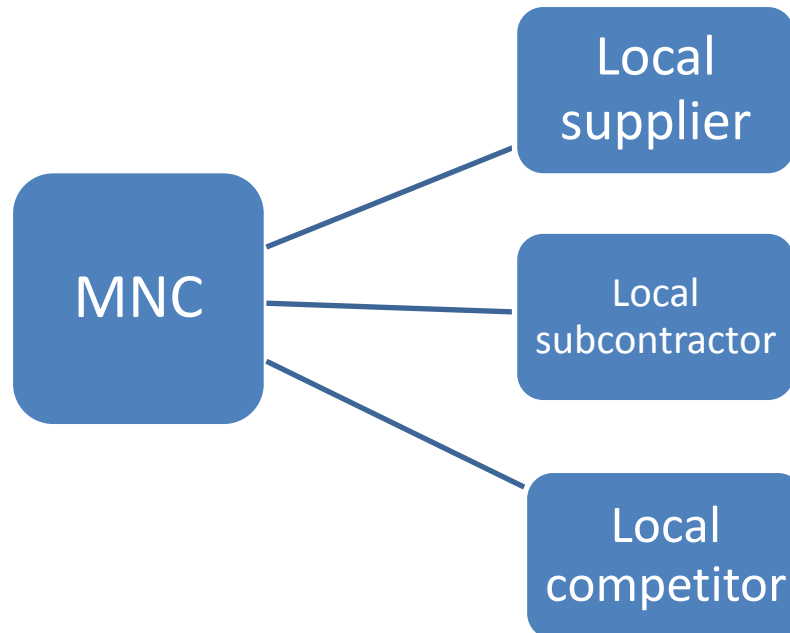 MNC
Local
supplier
Local
subcontractor
Local
competitor